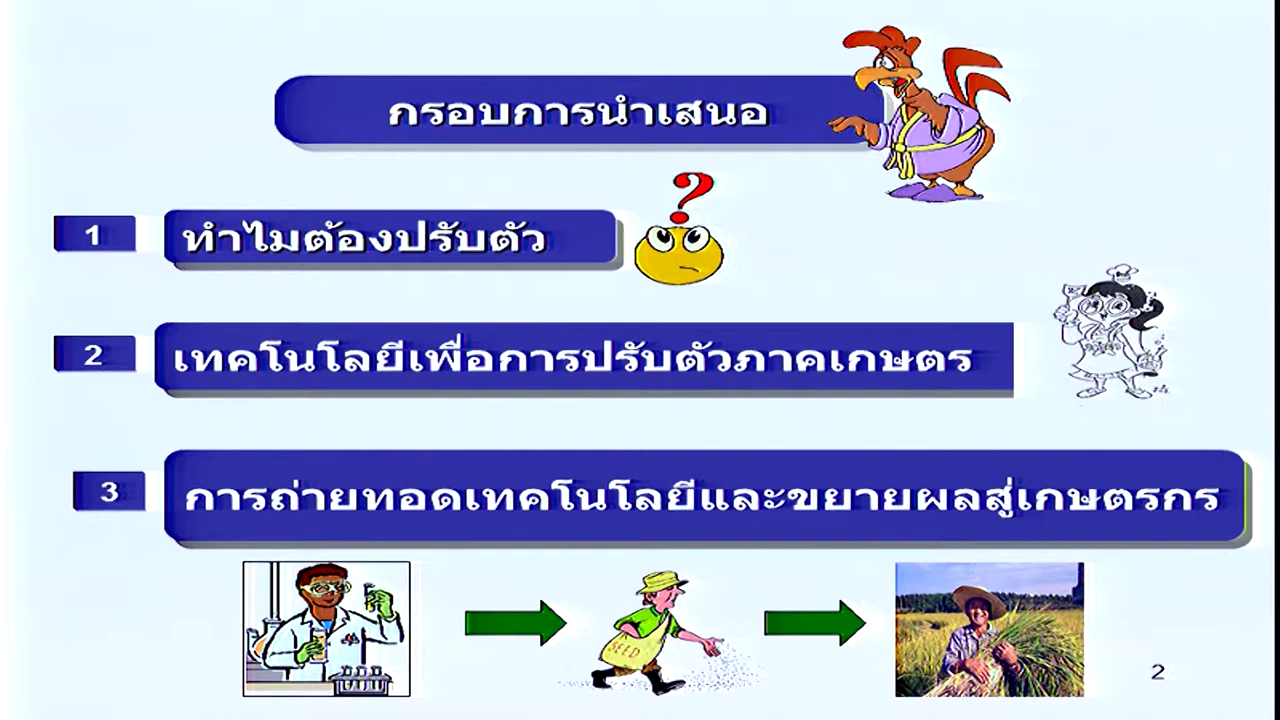 กรอบการนำเสนอ
1 ทำไมต้องปรับตัว
2 เทคโนโลยีเพื่อการปรับตัวภาคเกษตร
3 การถ่ายทอดเทคโนโลยีและขยายผลสู่เกษตรกร
SEED
2